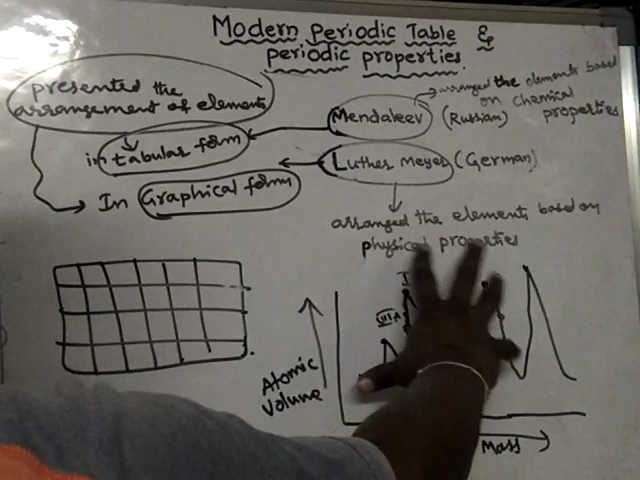 Modern Periodic Table &
periodic properties.
presented the
arrangement of elements
in tabular form
In Graphical form
Mendaleev (Russian)
arranged the elements based
on chemical
properties
Luther Meyer (German)
arranged the elements based on
physical properties
I
IIIA
Atomic
Volume
Mass